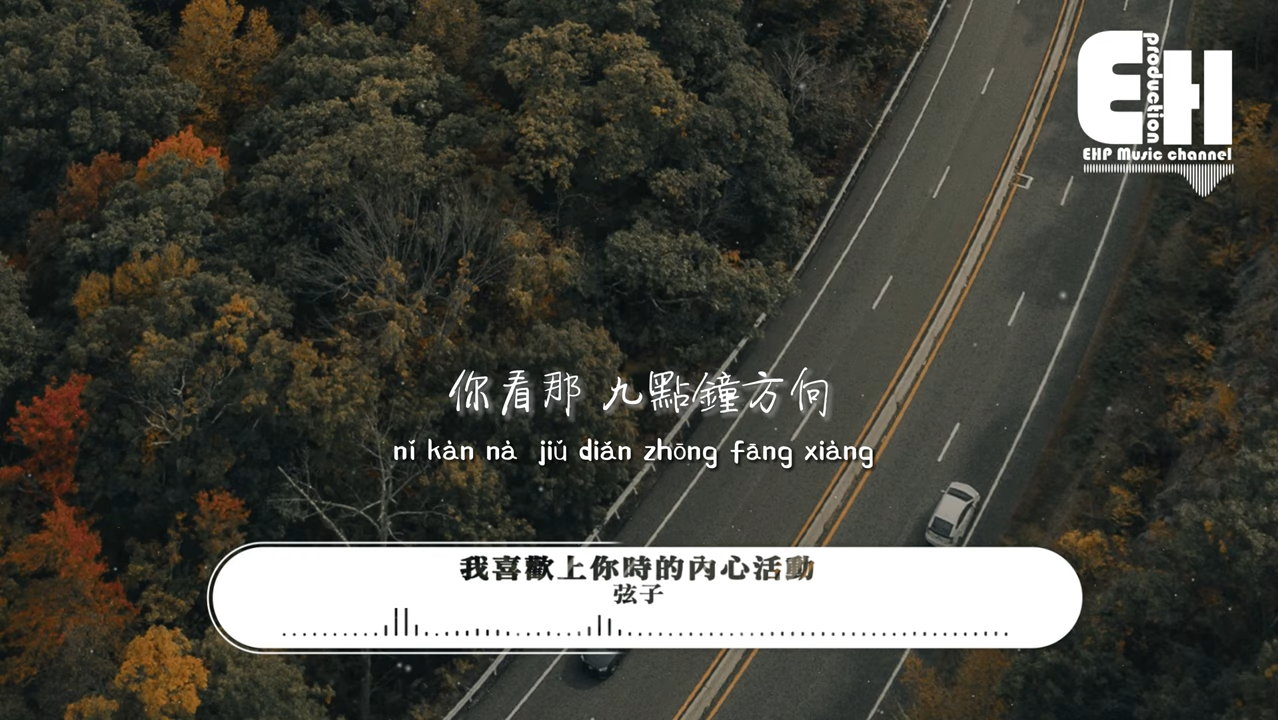 EH
production
EHP Music channel
你看那 九點鐘方向
nǐ kàn nà jiǔ diǎn zhōng fāng xiàng
我喜歡上你時的內心活動
弦子